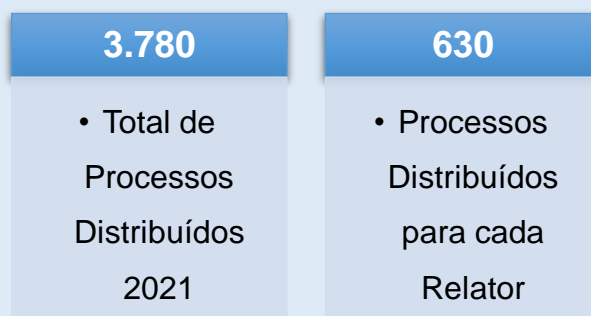 3.780
• Total de
Processos
Distribuídos
2021
630
• Processos
Distribuídos
para cada
Relator